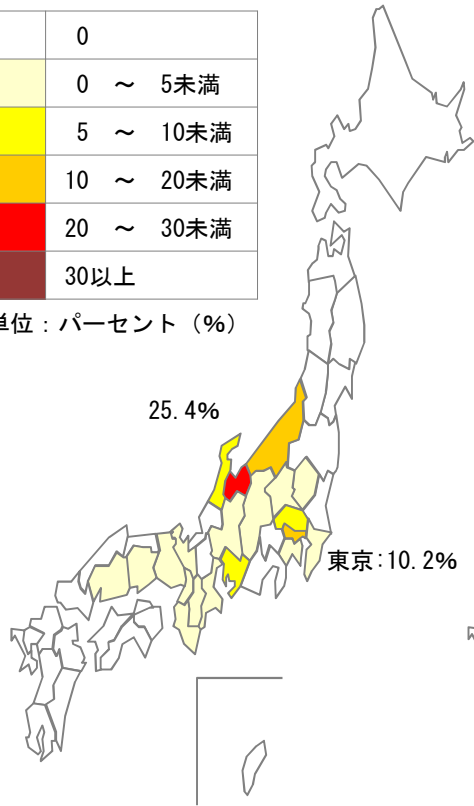 0
0 ～ 5未満
5 ～ 10未満
10 ～ 20未満
20 ～ 30未満
30以上
単位：パーセント（%）
25.4%
東京:10.2%